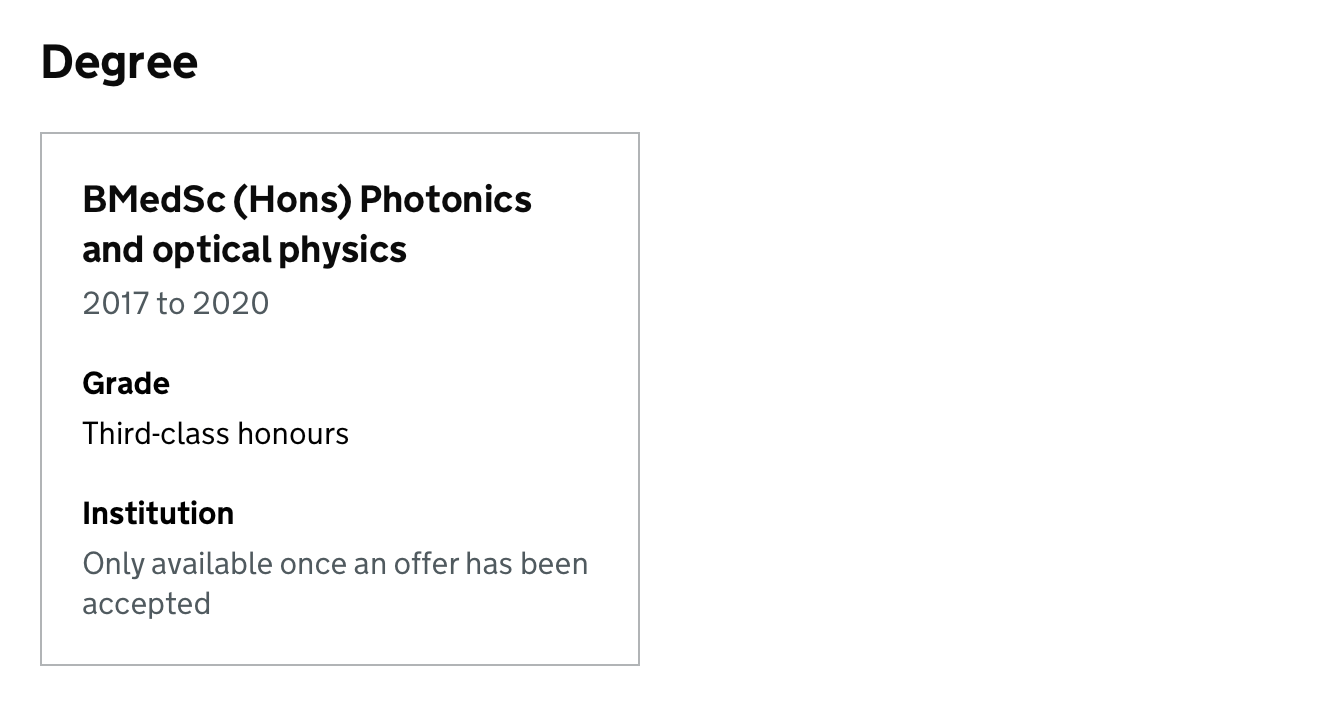 Degree
BMedSc (Hons) Photonics
and optical physics
2017 to 2020
Grade
Third-class honours
Institution
Only available once an offer has been
accepted